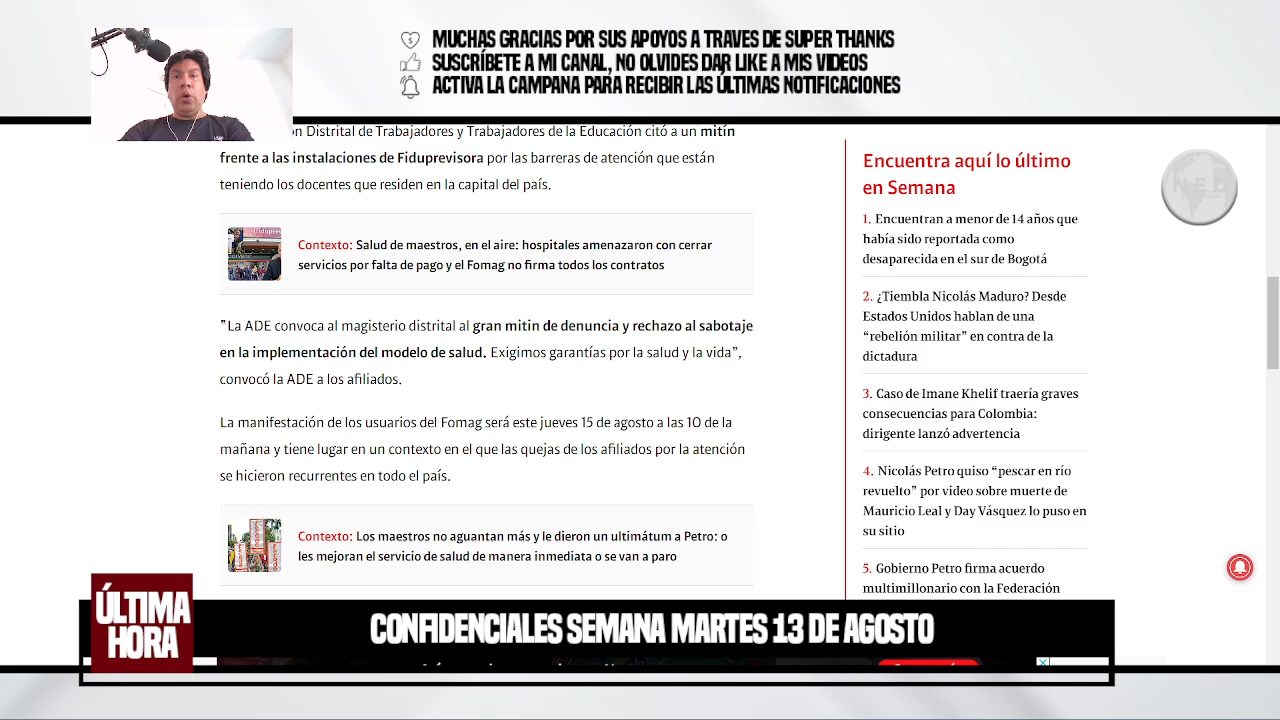 MUCHAS GRACIAS POR SUS APOYOS A TRAVES DE SUPER THANKS
SUSCRÍBETE A MI CANAL, NO OLVIDES DAR LIKE A MIS VIDEOS
ACTIVA LA CAMPANA PARA RECIBIR LAS ÚLTIMAS NOTIFICACIONES
Distrital de Trabajadores y Trabajadores de la Educación citó a un mitín
frente a las instalaciones de Fiduprevisora por las barreras de atención que están
teniendo los docentes que residen en la capital del país.
Contexto: Salud de maestros, en el aire: hospitales amenazaron con cerrar
servicios por falta de pago y el Fomag no firma todos los contratos
"La ADE convoca al magisterio distrital al gran mitin de denuncia y rechazo al sabotaje
en la implementación del modelo de salud. Exigimos garantías por la salud y la vida”,
convocó la ADE a los afiliados.
La manifestación de los usuarios del Fomag será este jueves 15 de agosto a las 10 de la
mañana y tiene lugar en un contexto en el que las quejas de los afiliados por la atención
se hicieron recurrentes en todo el país.
Contexto: Los maestros no aguantan más y le dieron un ultimátum a Petro: o
les mejoran el servicio de salud de manera inmediata o se van a paro
Encuentra aquí lo último
en Semana
1. Encuentran a menor de 14 años que
había sido reportada como
desaparecida en el sur de Bogotá
2. ¿Tiembla Nicolás Maduro? Desde
Estados Unidos hablan de una
“rebelión militar” en contra de la
dictadura
3. Caso de Imane Khelif traería graves
consecuencias para Colombia:
dirigente lanzó advertencia
4. Nicolás Petro quiso “pescar en río
revuelto” por video sobre muerte de
Mauricio Leal y Day Vásquez lo puso en
su sitio
5. Gobierno Petro firma acuerdo
multimillonario con la Federación
NED
ÚLTIMA
HORA
CONFIDENCIALES SEMANA MARTES 13 DE AGOSTO